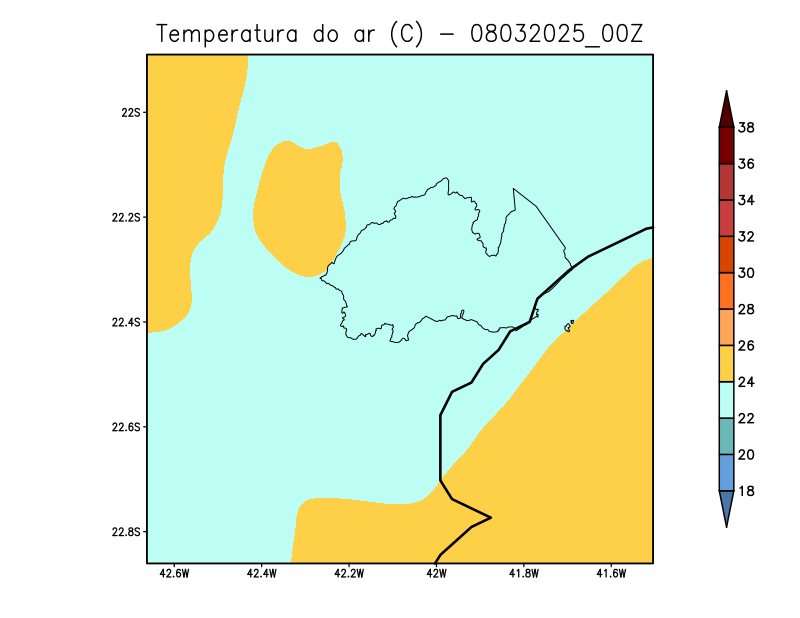 Temperatura do ar (C) - 08032025_00Z
22S
22.2S
22.4S
22.6S
22.8S
42.6W
42.4W
42.2W
42W
41.8W
41.6W
38
36
34
32
30
28
26
24
22
20
18